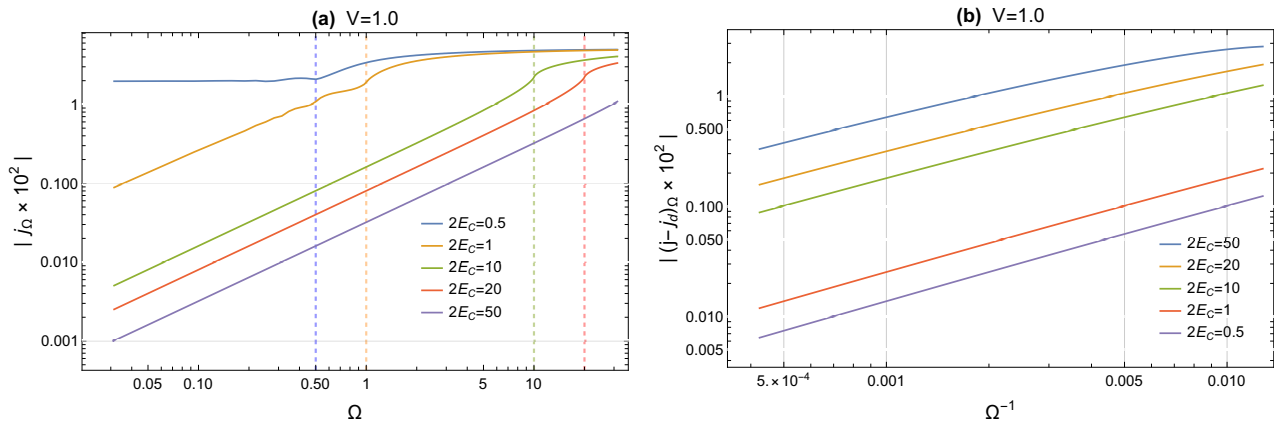 (a) V=1.0
| jΩ × 10² |
1
0.100
0.010
0.001
2E_C=0.5
2E_C=1
2E_C=10
2E_C=20
2E_C=50
0.05 0.10 0.50 1 5 10
Ω
(b) V=1.0
| (j- j_d)Ω × 10² |
1
0.500
0.100
0.050
0.010
0.005
2E_C=50
2E_C=20
2E_C=10
2E_C=1
2E_C=0.5
5.×10⁻⁴ 0.001 0.005 0.010
Ω⁻¹